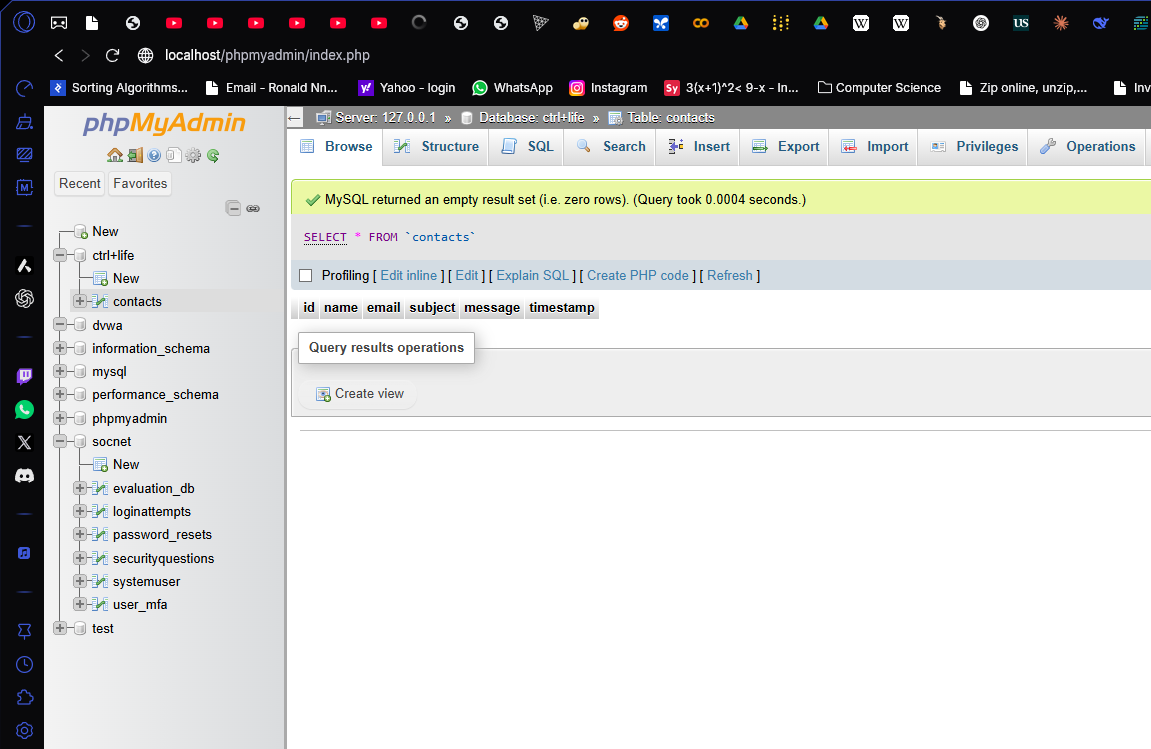 localhost/phpmyadmin/index.php
Sorting Algorithms... Email - Ronald Nn... Yahoo - login WhatsApp Instagram Sy 3(x+1)^2< 9-x - In... Computer Science Zip online, unzip,... Inv
phpMyAdmin
Recent Favorites
New
ctrl+life
New
contacts
dvwa
information_schema
mysql
performance_schema
phpmyadmin
socnet
New
evaluation_db
loginattempts
password_resets
securityquestions
systemuser
user_mfa
test
Server: 127.0.0.1 » Database: ctrl+life » Table: contacts
Browse Structure SQL Search Insert Export Import Privileges Operations
MySQL returned an empty result set (i.e. zero rows). (Query took 0.0004 seconds.)
SELECT * FROM `contacts`
Profiling [ Edit inline ] [ Edit ] [ Explain SQL ] [ Create PHP code ] [ Refresh ]
id name email subject message timestamp
Query results operations
Create view